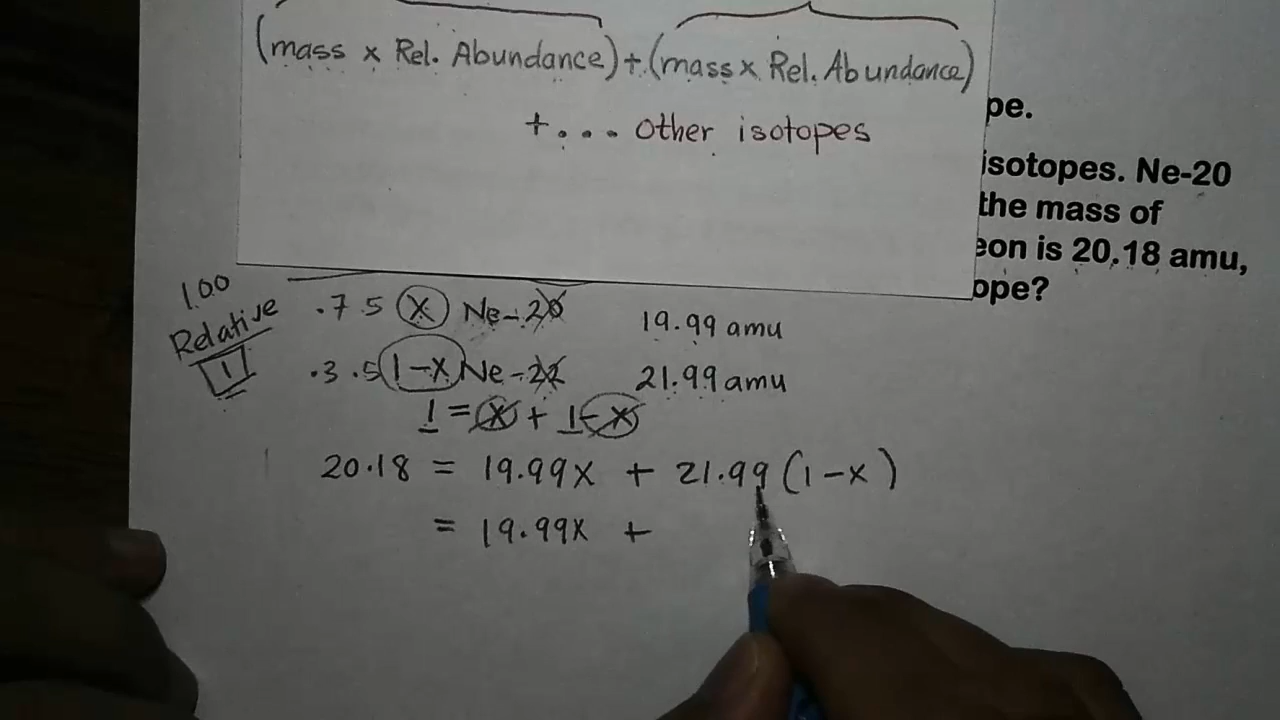 (mass x Rel. Abundance)+(mass x Rel. Abundance)
+... other isotopes
pe.
isotopes. Ne-20
the mass of
eon is 20.18 amu,
ope?
1.00
Relative
1
.75 x Ne-20 19.99 amu
.3 .5 1-x Ne-22 21.99 amu
1 = x + 1-x
20.18 = 19.99x + 21.99(1-x)
= 19.99x +